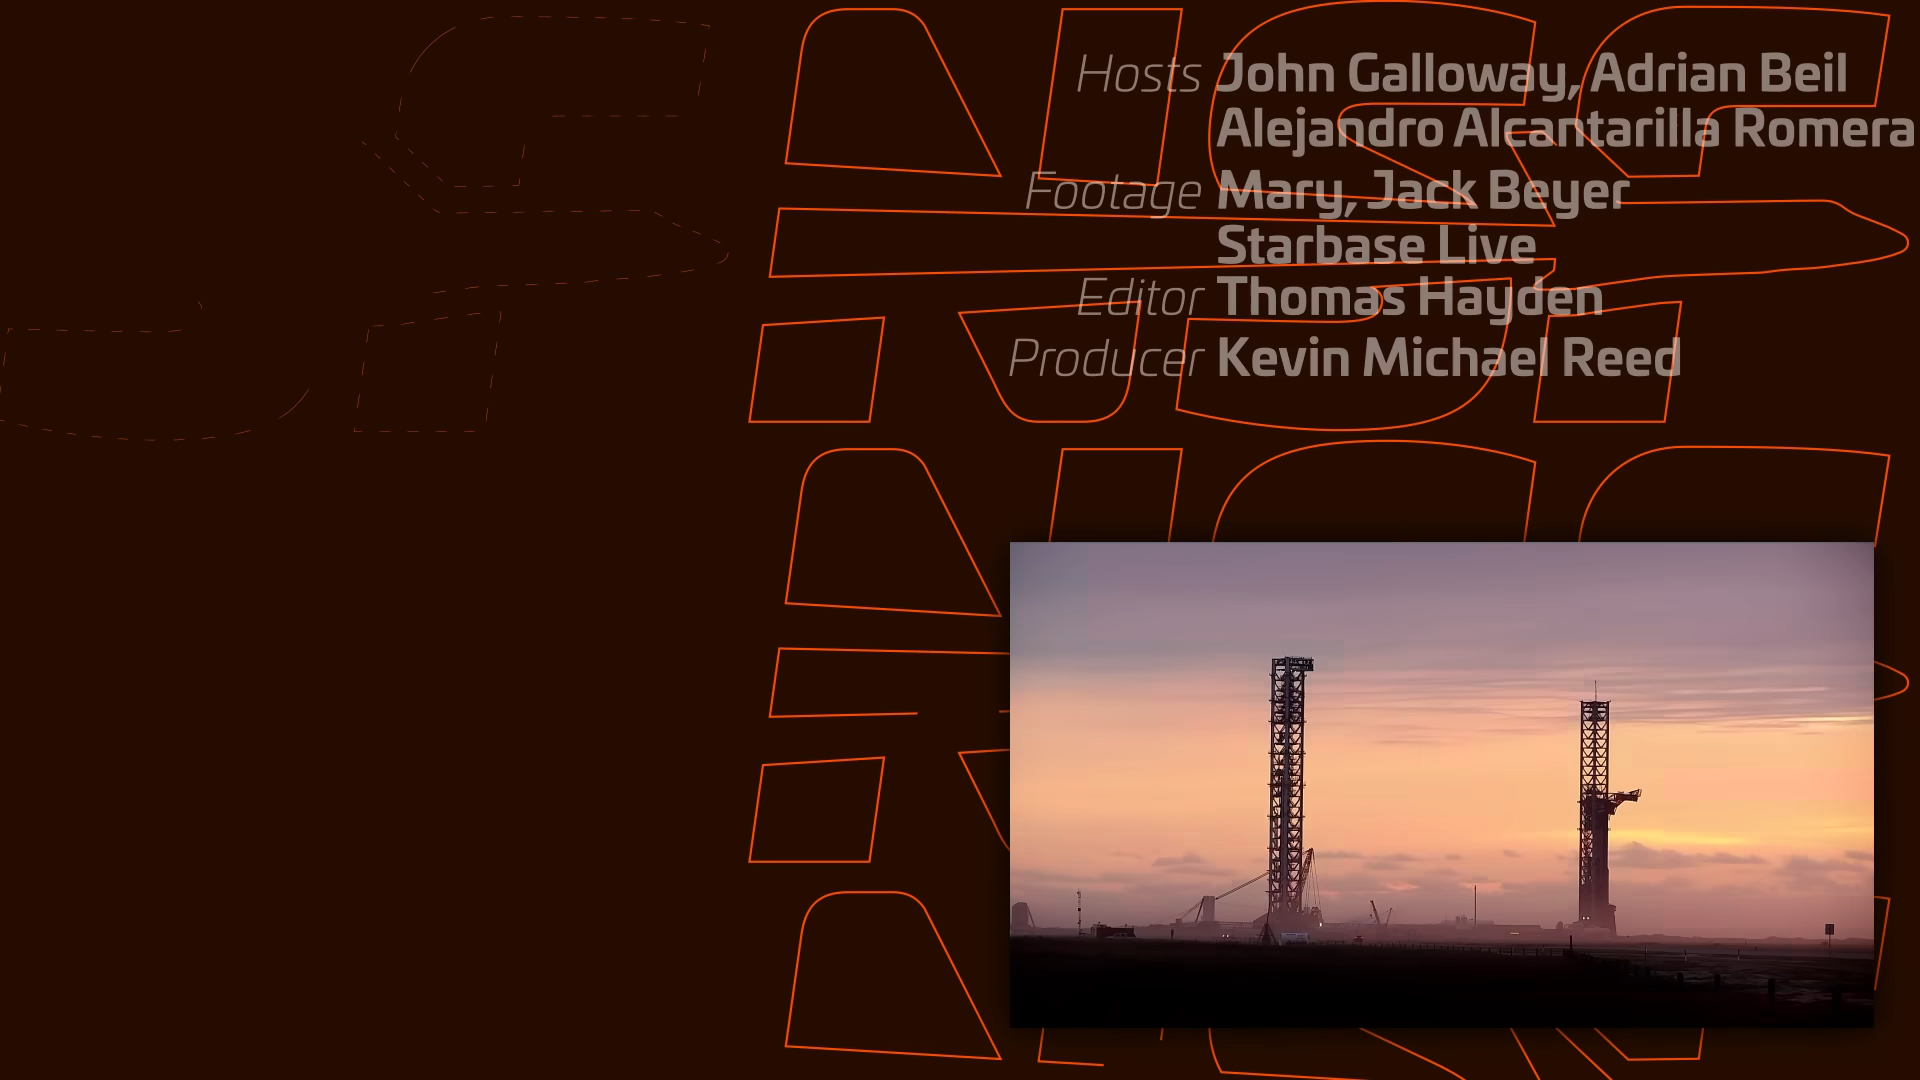 Hosts John Galloway, Adrian Beil
Alejandro Alcantarilla Romera
Footage Mary, Jack Beyer
Starbase Live
Editor Thomas Hayden
Producer Kevin Michael Reed